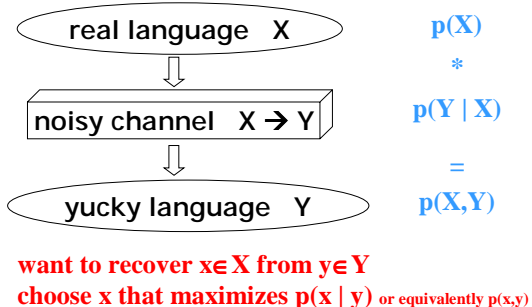 real language X p(X)
*
noisy channel X → Y p(Y | X)
=
yucky language Y p(X,Y)
want to recover x∈X from y∈Y
choose x that maximizes p(x | y) or equivalently p(x,y)